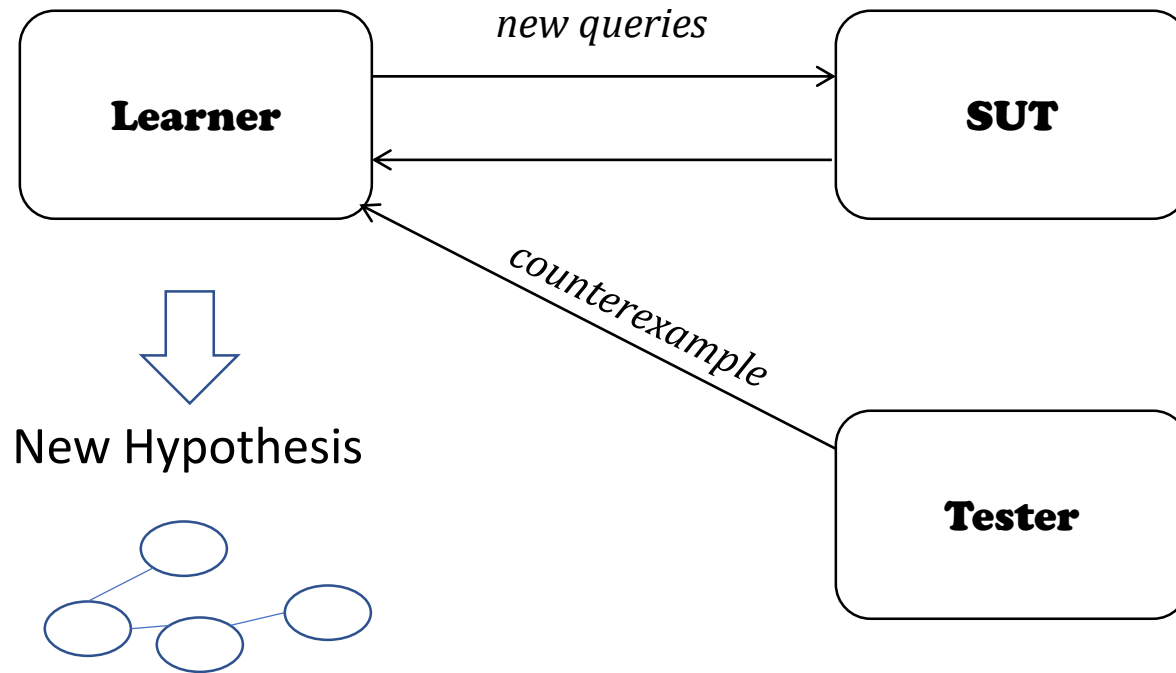 new queries
Learner
SUT
counterexample
New Hypothesis
Tester